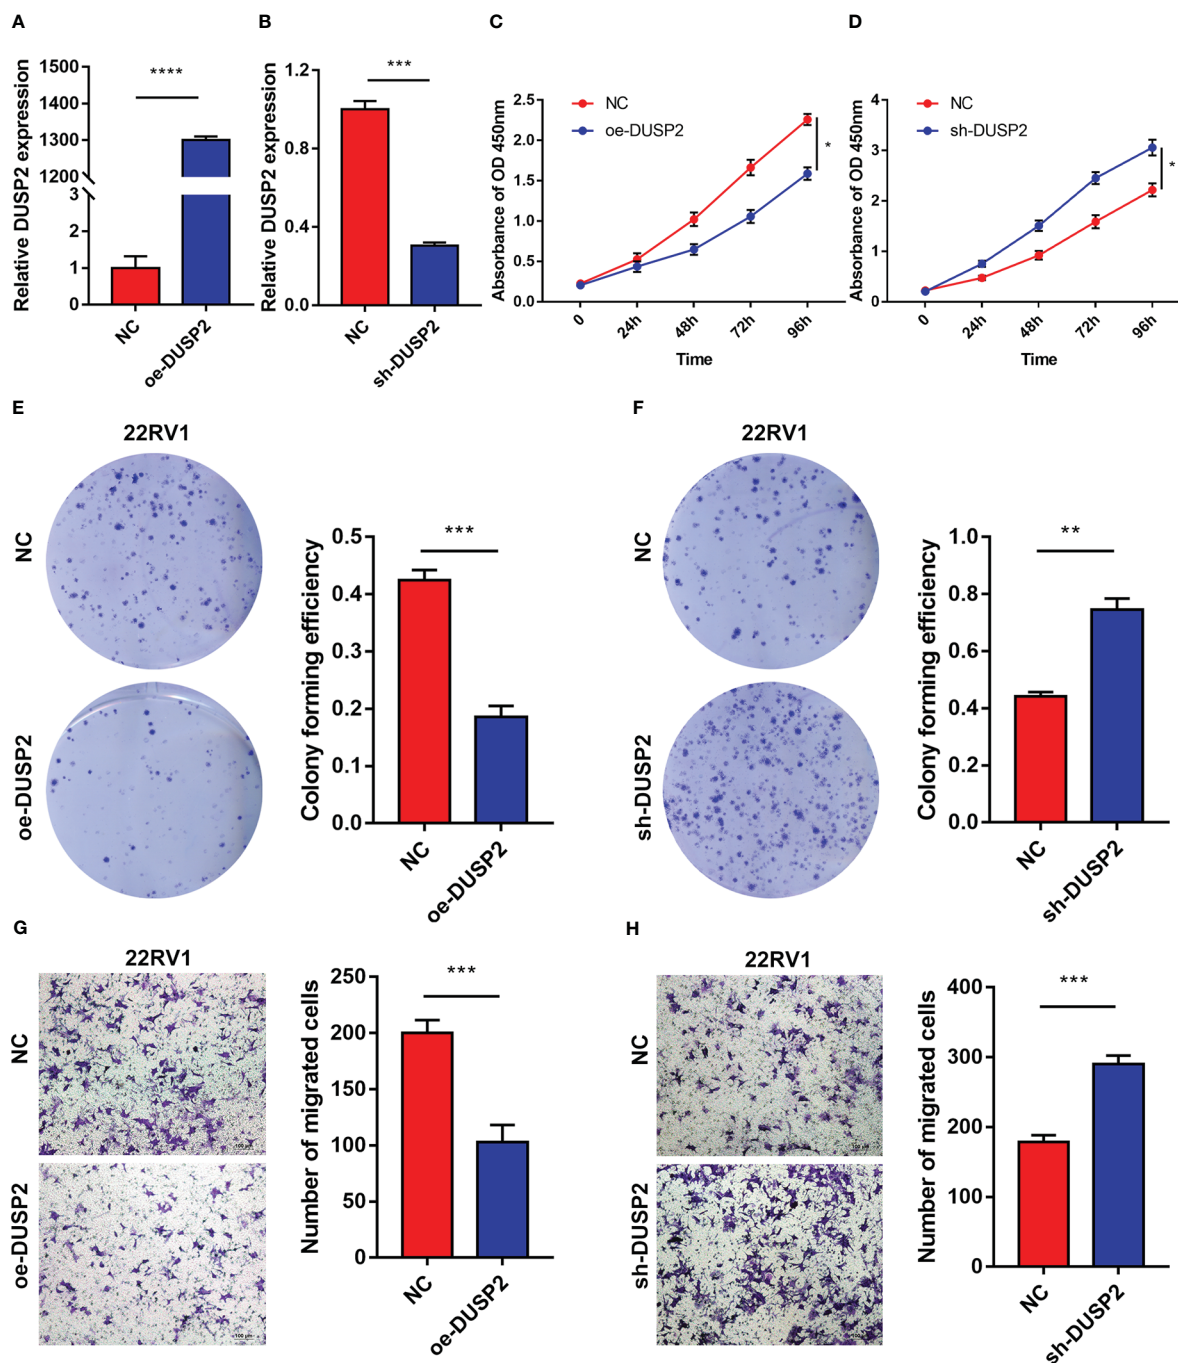 A
Relative DUSP2 expression
1500
1400
1300
1200
3
2
1
0
****
NC
oe-DUSP2
B
Relative DUSP2 expression
1.2
0.8
0.4
0.0
***
NC
sh-DUSP2
C
Absorbance of OD 450nm
2.5
2.0
1.5
1.0
0.5
0.0
NC
oe-DUSP2
*
0
24h
48h
72h
96h
Time
D
Absorbance of OD 450nm
4
3
2
1
0
NC
sh-DUSP2
*
0
24h
48h
72h
96h
Time
E
22RV1
NC
oe-DUSP2
Colony forming efficiency
0.5
0.4
0.3
0.2
0.1
0.0
***
NC
oe-DUSP2
F
22RV1
NC
sh-DUSP2
Colony forming efficiency
1.0
0.8
0.6
0.4
0.2
0.0
**
NC
sh-DUSP2
G
22RV1
NC
100 μm
oe-DUSP2
100 μm
Number of migrated cells
250
200
150
100
50
0
***
NC
oe-DUSP2
H
22RV1
NC
100 μm
sh-DUSP2
Number of migrated cells
400
300
200
100
0
***
NC
sh-DUSP2